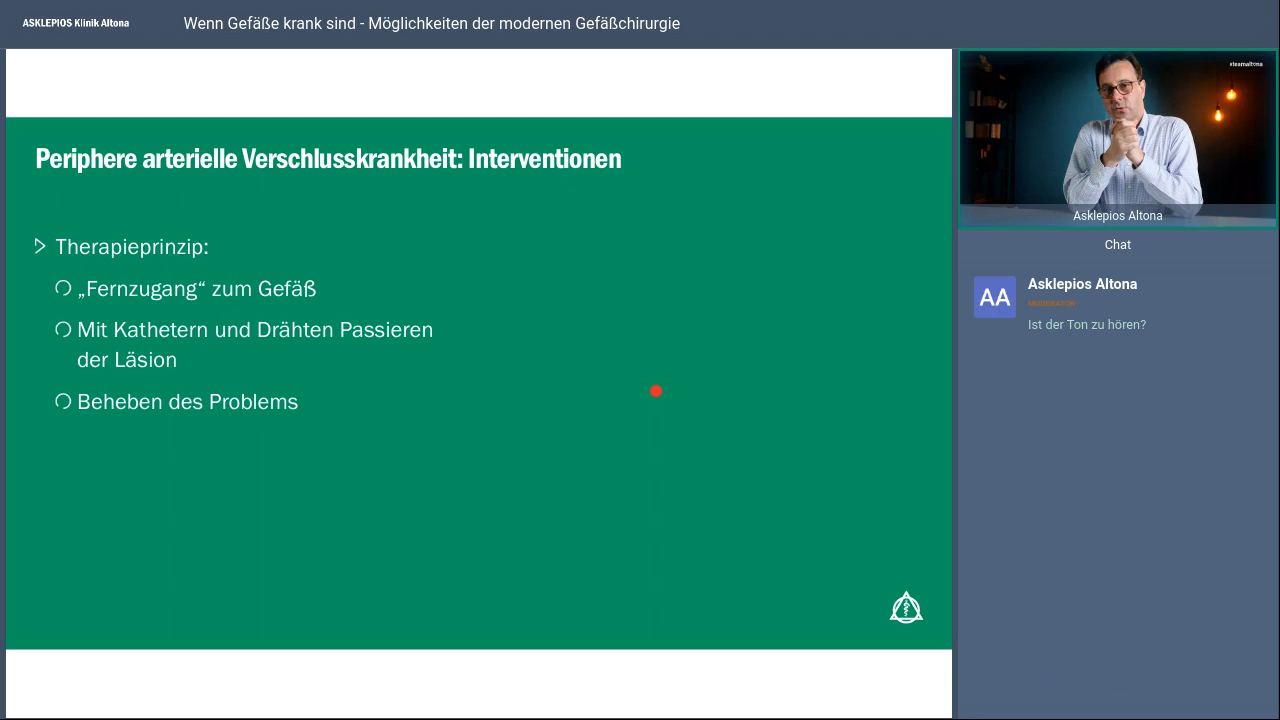 ASKLEPIOS Klinik Altona
Wenn Gefäße krank sind - Möglichkeiten der modernen Gefäßchirurgie
Periphere arterielle Verschlusskrankheit: Interventionen
Therapieprinzip:
„Fernzugang“ zum Gefäß
Mit Kathetern und Drähten Passieren
der Läsion
Beheben des Problems
#teamaltona
Asklepios Altona
Chat
AA
Asklepios Altona
MODERATOR
Ist der Ton zu hören?